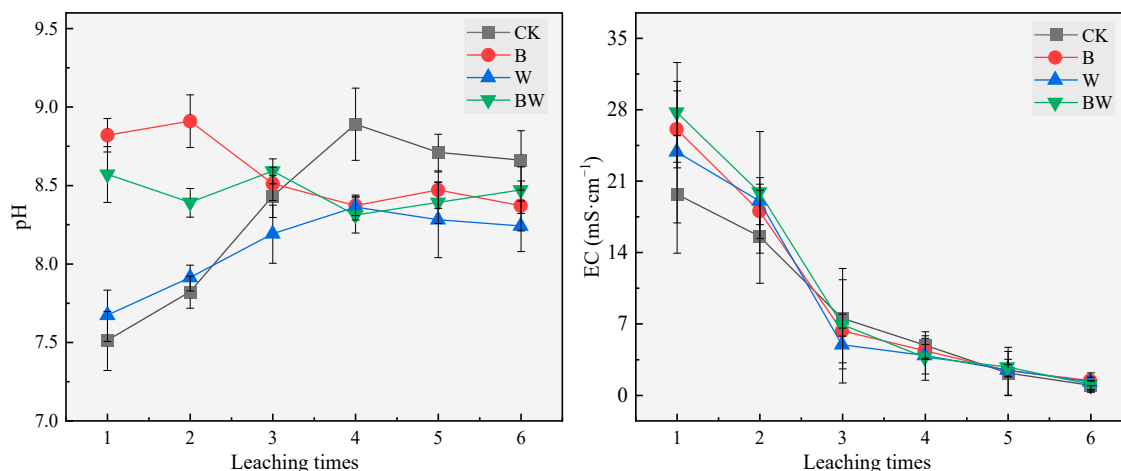 9.5
9.0
8.5
8.0
7.5
7.0
pH
1 2 3 4 5 6
Leaching times
CK
B
W
BW
35
28
21
14
7
0
EC (mS·cm⁻¹)
1 2 3 4 5 6
Leaching times
CK
B
W
BW